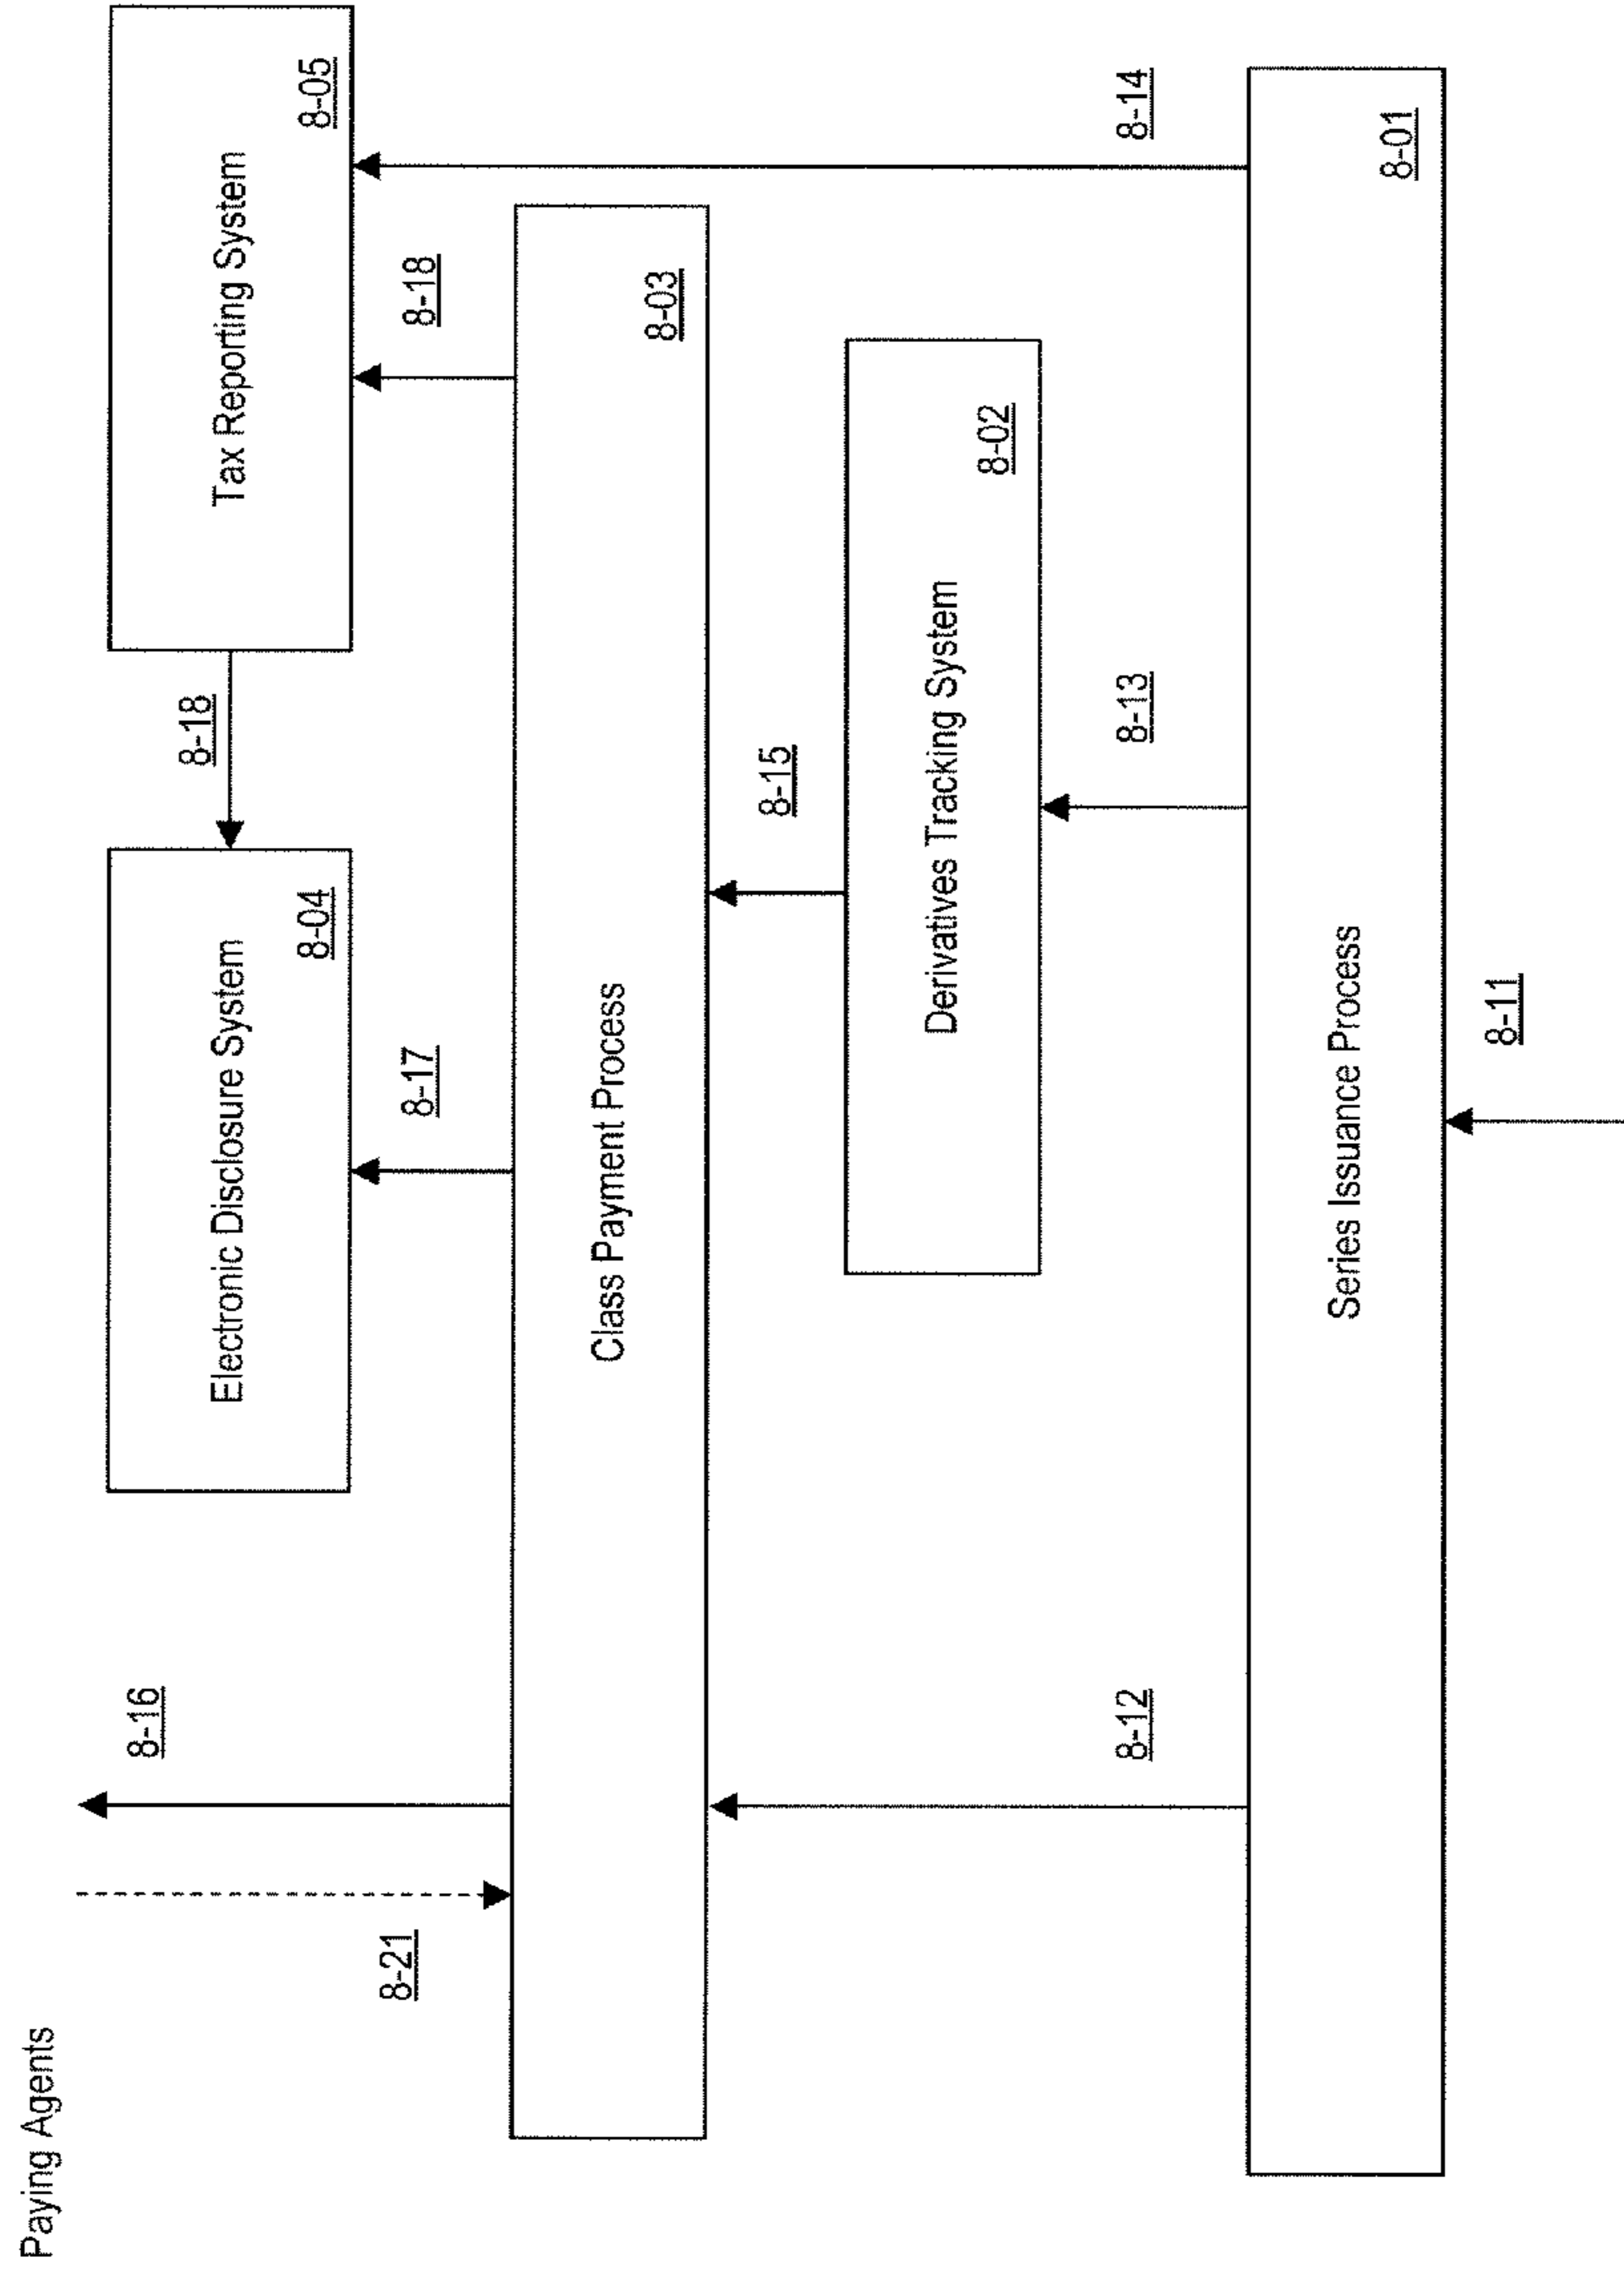 Paying Agents
8-16
8-21
Electronic Disclosure System
8-04
8-18
Tax Reporting System
8-05
8-17
8-18
Class Payment Process
8-03
8-15
Derivatives Tracking System
8-02
8-12
8-13
8-14
Series Issuance Process
8-01
8-11